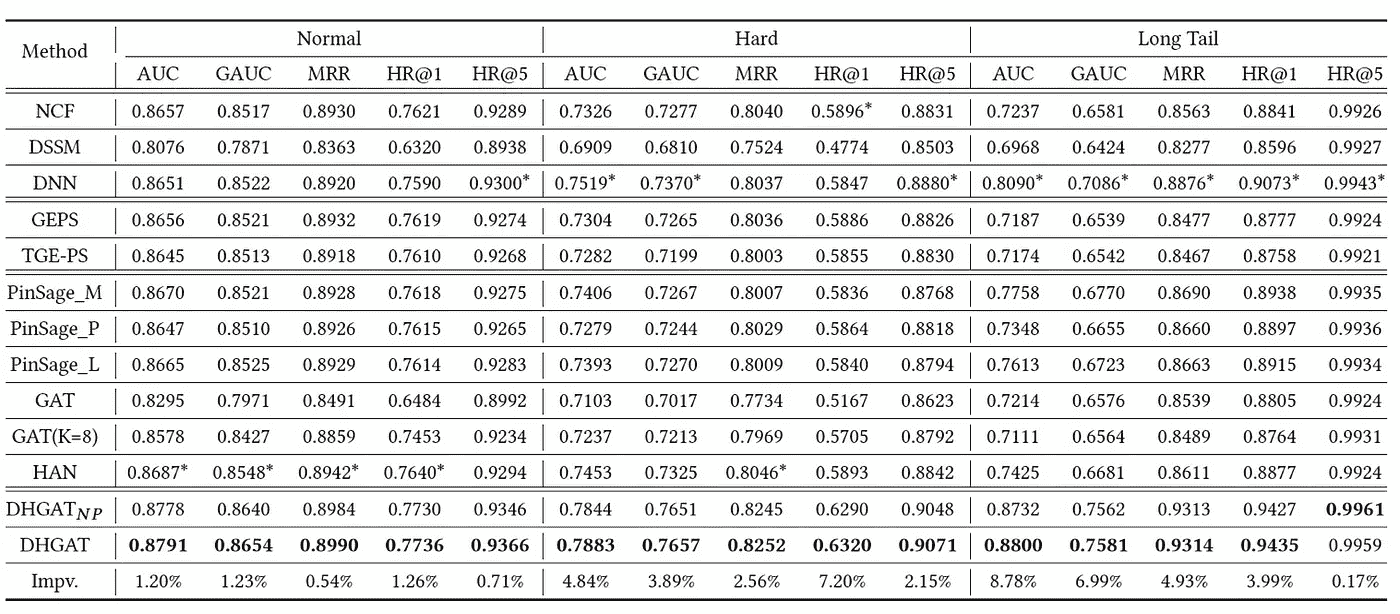 Method Normal Hard Long Tail
AUC GAUC MRR HR@1 HR@5 AUC GAUC MRR HR@1 HR@5 AUC GAUC MRR HR@1 HR@5
NCF 0.8657 0.8517 0.8930 0.7621 0.9289 0.7326 0.7277 0.8040 0.5896* 0.8831 0.7237 0.6581 0.8563 0.8841 0.9926
DSSM 0.8076 0.7871 0.8363 0.6320 0.8938 0.6909 0.6810 0.7524 0.4774 0.8503 0.6968 0.6424 0.8277 0.8596 0.9927
DNN 0.8651 0.8522 0.8920 0.7590 0.9300* 0.7519* 0.7370* 0.8037 0.5847 0.8880* 0.8090* 0.7086* 0.8876* 0.9073* 0.9943*
GEPS 0.8656 0.8521 0.8932 0.7619 0.9274 0.7304 0.7265 0.8036 0.5886 0.8826 0.7187 0.6539 0.8477 0.8777 0.9924
TGE-PS 0.8645 0.8513 0.8918 0.7610 0.9268 0.7282 0.7199 0.8003 0.5855 0.8830 0.7174 0.6542 0.8467 0.8758 0.9921
PinSage_M 0.8670 0.8521 0.8928 0.7618 0.9275 0.7406 0.7267 0.8007 0.5836 0.8768 0.7758 0.6770 0.8690 0.8938 0.9935
PinSage_P 0.8647 0.8510 0.8926 0.7615 0.9265 0.7279 0.7244 0.8029 0.5864 0.8818 0.7348 0.6655 0.8660 0.8897 0.9936
PinSage_L 0.8665 0.8525 0.8929 0.7614 0.9283 0.7393 0.7270 0.8009 0.5840 0.8794 0.7613 0.6723 0.8663 0.8915 0.9934
GAT 0.8295 0.7971 0.8491 0.6484 0.8992 0.7103 0.7017 0.7734 0.5167 0.8623 0.7214 0.6576 0.8539 0.8805 0.9924
GAT(K=8) 0.8578 0.8427 0.8859 0.7453 0.9234 0.7237 0.7213 0.7969 0.5705 0.8792 0.7111 0.6564 0.8489 0.8764 0.9931
HAN 0.8687* 0.8548* 0.8942* 0.7640* 0.9294 0.7453 0.7325 0.8046* 0.5893 0.8842 0.7425 0.6681 0.8611 0.8877 0.9924
DHGAT_NP 0.8778 0.8640 0.8984 0.7730 0.9346 0.7844 0.7651 0.8245 0.6290 0.9048 0.8732 0.7562 0.9313 0.9427 0.9961
DHGAT 0.8791 0.8654 0.8990 0.7736 0.9366 0.7883 0.7657 0.8252 0.6320 0.9071 0.8800 0.7581 0.9314 0.9435 0.9959
Impv. 1.20% 1.23% 0.54% 1.26% 0.71% 4.84% 3.89% 2.56% 7.20% 2.15% 8.78% 6.99% 4.93% 3.99% 0.17%